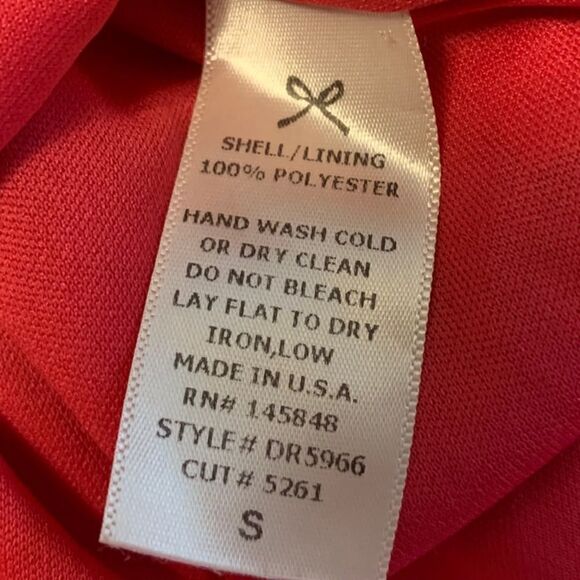 SHELL/LINING
100% POLYESTER
HAND WASH COLD
OR DRY CLEAN
DO NOT BLEACH
LAY FLAT TO DRY
IRON,LOW
MADE IN U.S.A.
RN# 145848
STYLE# DR5966
CUT# 5261
S